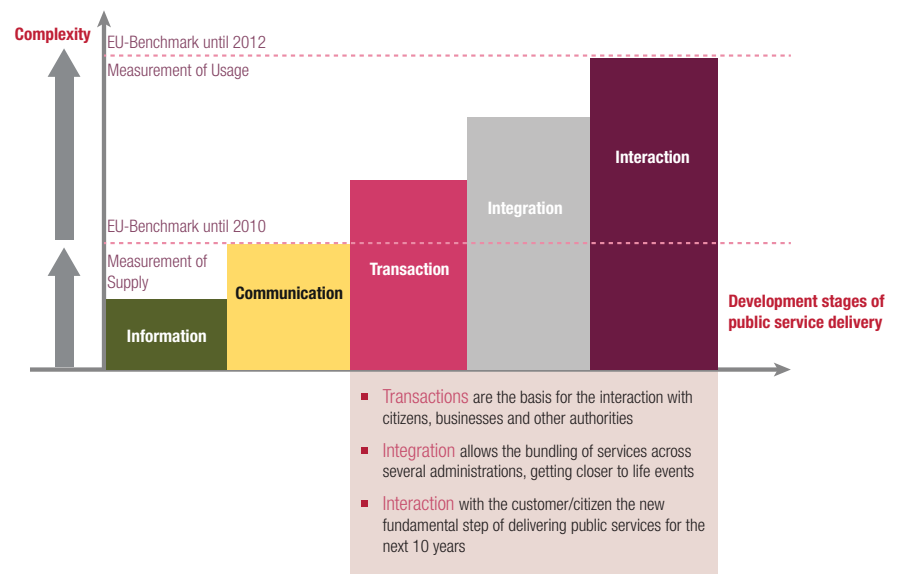 Complexity
EU-Benchmark until 2012
Measurement of Usage
Interaction
Integration
EU-Benchmark until 2010
Measurement of
Supply
Transaction
Communication
Information
Development stages of
public service delivery
Transactions are the basis for the interaction with
citizens, businesses and other authorities
Integration allows the bundling of services across
several administrations, getting closer to life events
Interaction with the customer/citizen the new
fundamental step of delivering public services for the
next 10 years